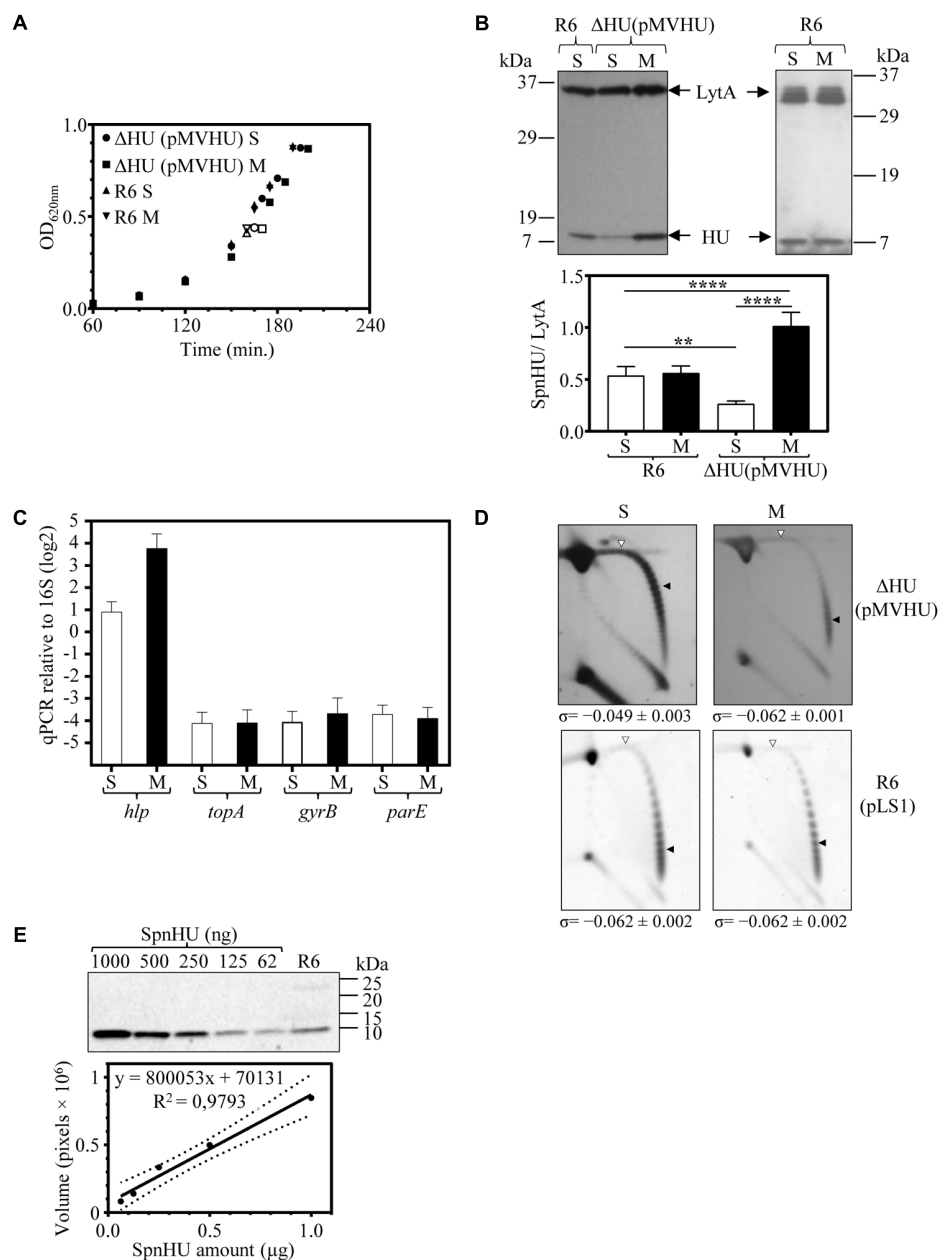 A
1.0
0.5
0.0
OD620nm
ΔHU (pMVHU) S
ΔHU (pMVHU) M
R6 S
R6 M
60
120
180
240
Time (min.)
B
R6
ΔHU(pMVHU)
R6
kDa
S
S
M
S
M
kDa
37
29
19
7
LytA
HU
37
29
19
7
1.5
1.0
0.5
0.0
SpnHU/ LytA
****
****
**
S
M
S
M
R6
ΔHU(pMVHU)
C
5
4
3
2
1
0
-1
-2
-3
-4
-5
qPCR relative to 16S (log2)
S
M
S
M
S
M
S
M
hlp
topA
gyrB
parE
D
S
M
ΔHU
(pMVHU)
σ= −0.049 ± 0.003
σ= −0.062 ± 0.001
R6
(pLS1)
σ= −0.062 ± 0.002
σ= −0.062 ± 0.002
E
SpnHU (ng)
1000 500 250 125 62 R6
kDa
25
20
15
10
1
0.5
0
Volume (pixels × 10⁶)
y = 800053x + 70131
R² = 0,9793
0.0
0.5
1.0
SpnHU amount (µg)